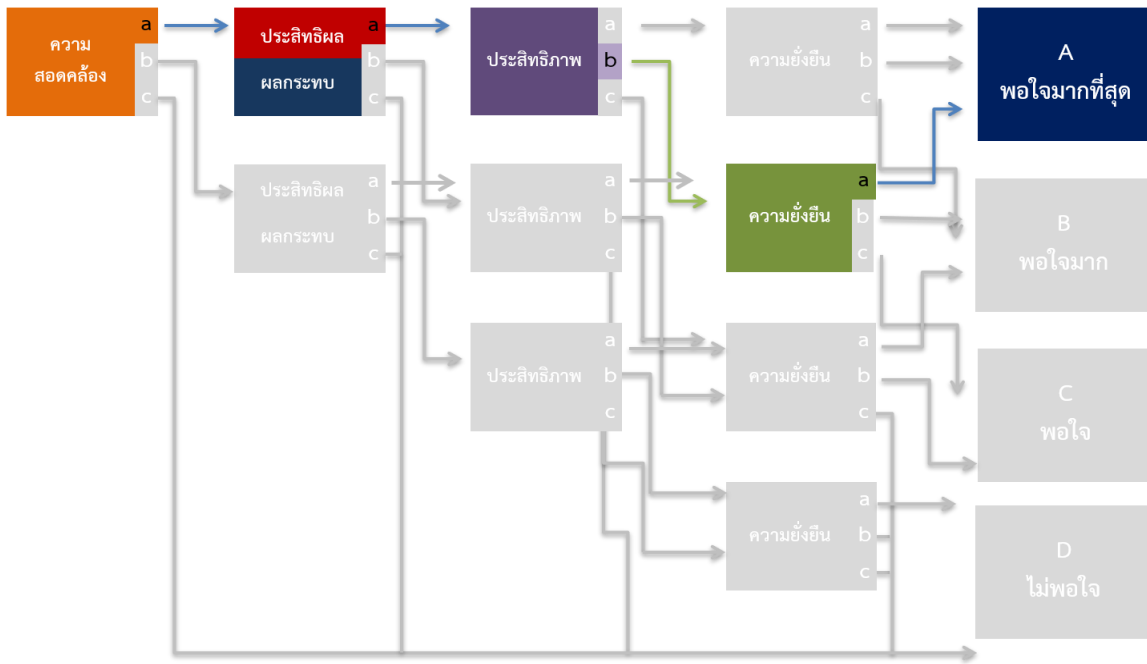 ความ
สอดคล้อง
a
b
c
ประสิทธิผล
ผลกระทบ
a
b
c
ประสิทธิภาพ
a
b
c
ความยั่งยืน
a
b
c
A
พอใจมากที่สุด
ประสิทธิผล
ผลกระทบ
a
b
c
ประสิทธิภาพ
a
b
c
ความยั่งยืน
a
b
c
B
พอใจมาก
ประสิทธิภาพ
a
b
c
ความยั่งยืน
a
b
c
C
พอใจ
ความยั่งยืน
a
b
c
D
ไม่พอใจ